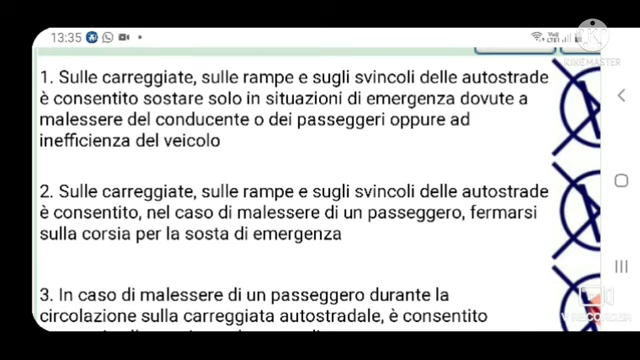 13:35
KINEMASTER
1. Sulle carreggiate, sulle rampe e sugli svincoli delle autostrade
è consentito sostare solo in situazioni di emergenza dovute a
malessere del conducente o dei passeggeri oppure ad
inefficienza del veicolo
2. Sulle carreggiate, sulle rampe e sugli svincoli delle autostrade
è consentito, nel caso di malessere di un passeggero, fermarsi
sulla corsia per la sosta di emergenza
3. In caso di malessere di un passeggero durante la
circolazione sulla carreggiata autostradale, è consentito